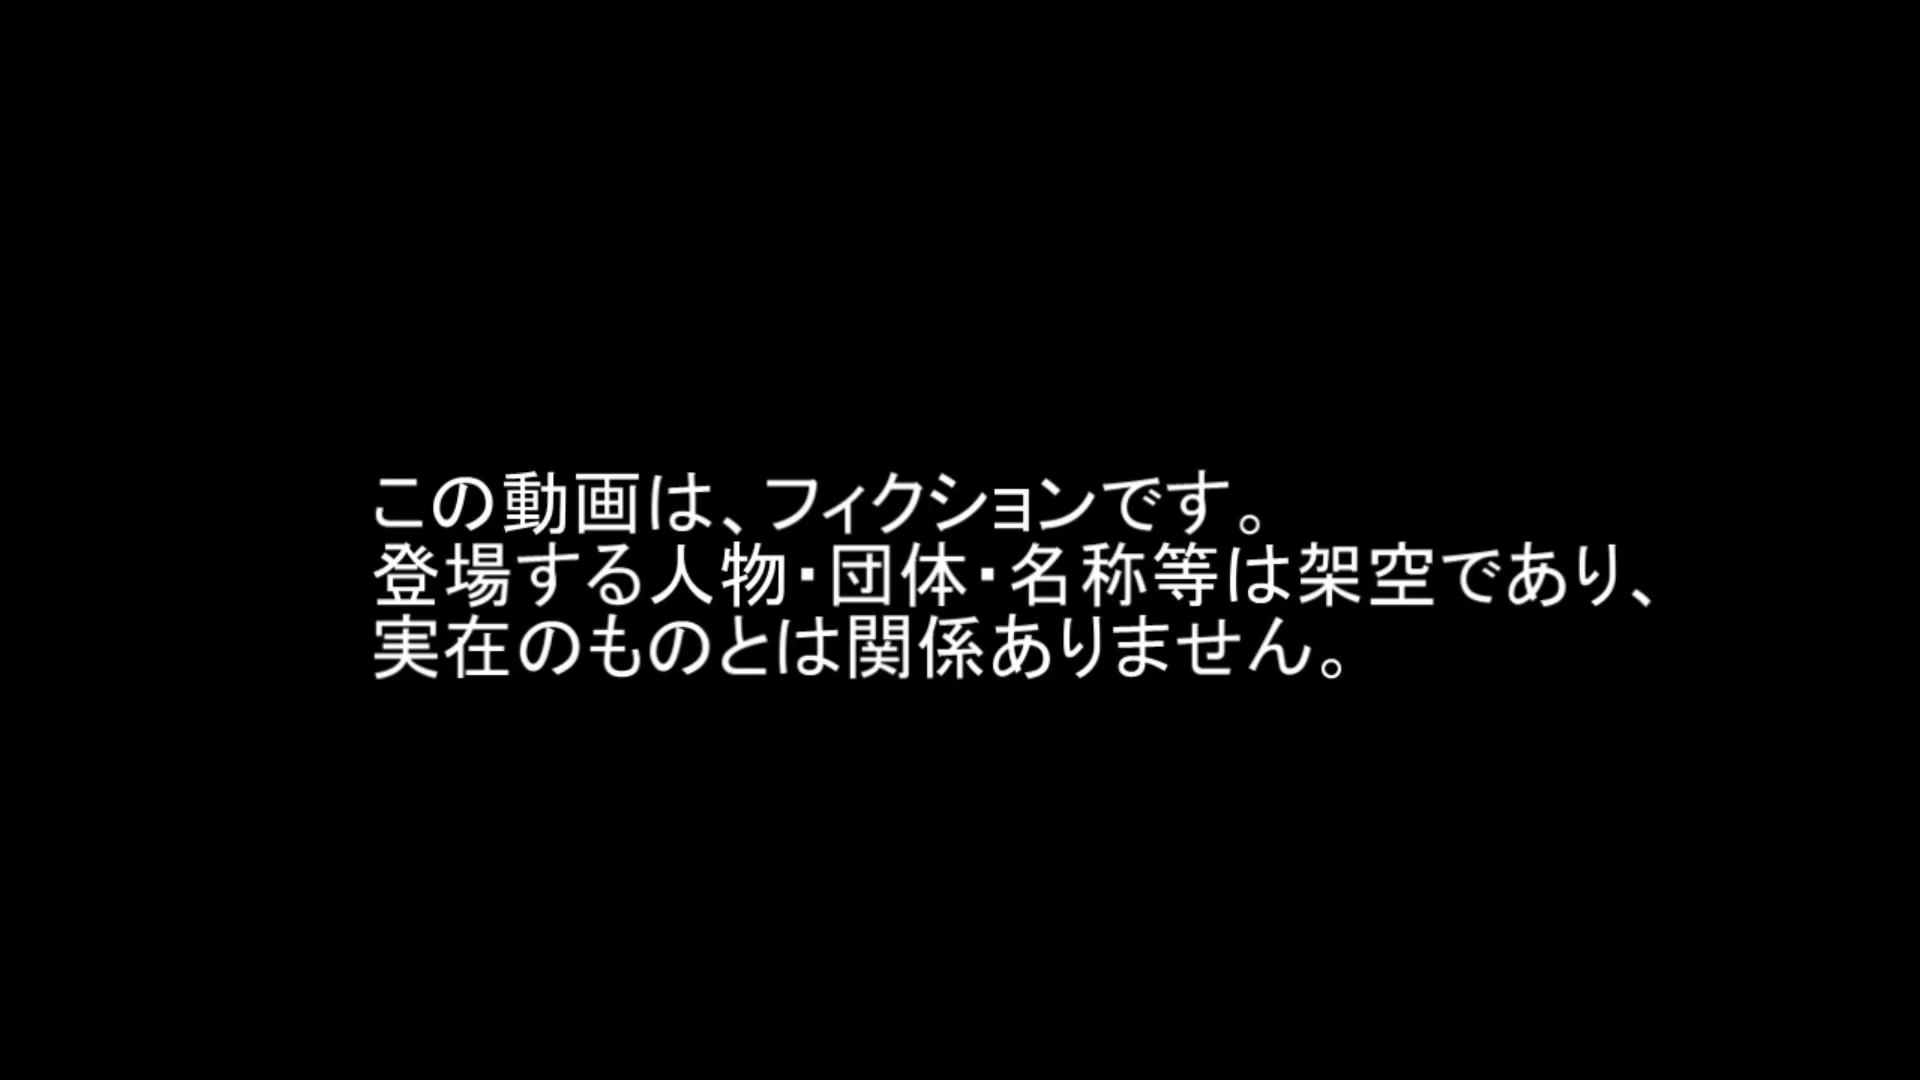 この動画は、フィクションです。
登場する人物・団体・名称等は架空であり、
実在のものとは関係ありません。